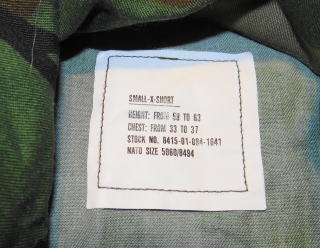 SMALL-X-SHORT
HEIGHT: FROM 59 TO 63
CHEST: FROM 33 TO 37
STOCK NO. 8415-01-084-1641
NATO SIZE 5060/8494